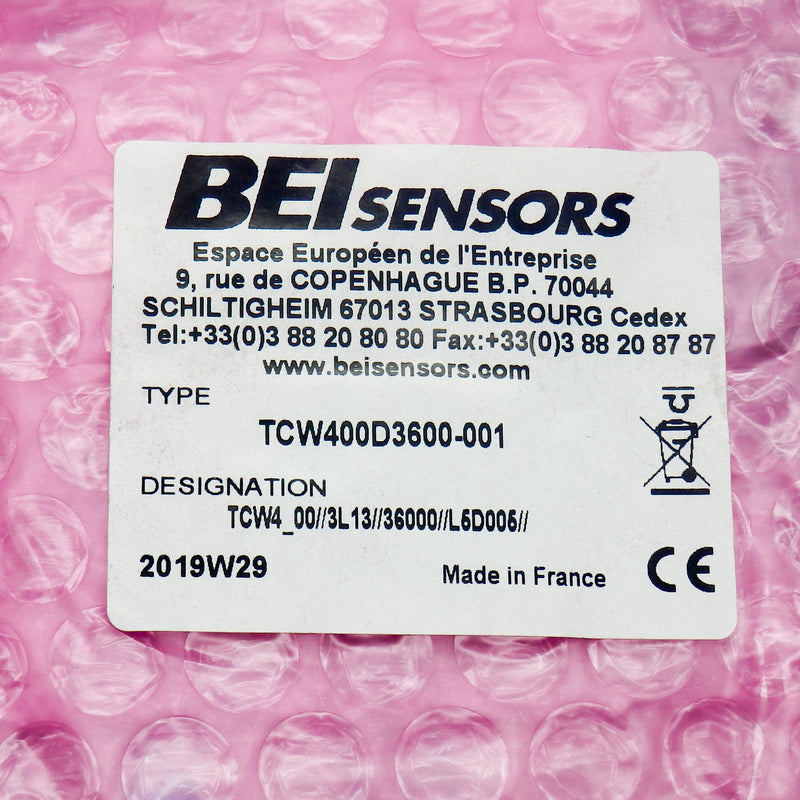 BEI SENSORS
Espace Européen de l'Entreprise
9, rue de COPENHAGUE B.P. 70044
SCHILTIGHEIM 67013 STRASBOURG Cedex
Tel:+33(0)3 88 20 80 80 Fax:+33(0)3 88 20 87 87
www.beisensors.com
TYPE
TCW400D3600-001
DESIGNATION
TCW4_00//3L13//36000//L5D005//
2019W29
Made in France
CE